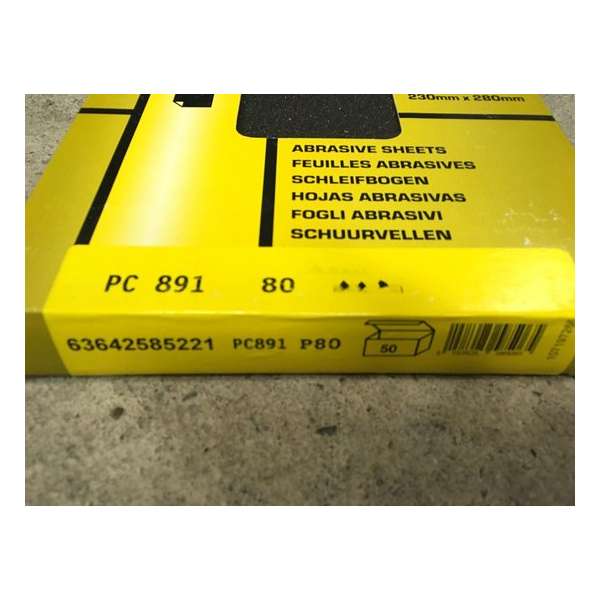 230mm x 280mm
ABRASIVE SHEETS
FEUILLES ABRASIVES
SCHLEIFBOGEN
HOJAS ABRASIVAS
FOGLI ABRASIVI
SCHUURVELLEN
PC 891 80
63642585221 PC891 P80 50